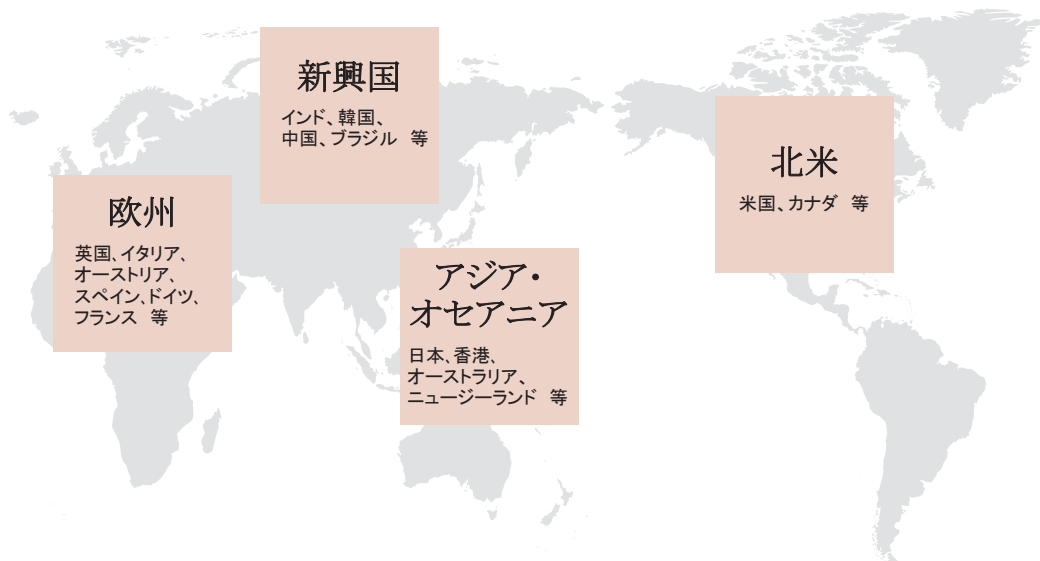 新興国
インド、韓国、
中国、ブラジル 等
北米
米国、カナダ 等
欧州
英国、イタリア、
オーストリア、
スペイン、ドイツ、
フランス 等
アジア・
オセアニア
日本、香港、
オーストラリア、
ニュージーランド 等